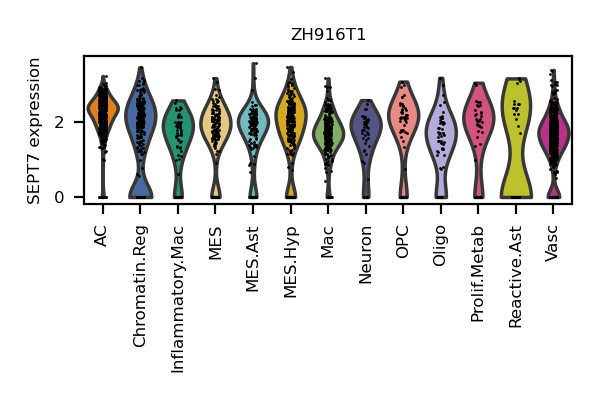 ZH916T1
SEPT7 expression
2
0
AC
Chromatin.Reg
Inflammatory.Mac
MES
MES.Ast
MES.Hyp
Mac
Neuron
OPC
Oligo
Prolif.Metab
Reactive.Ast
Vasc